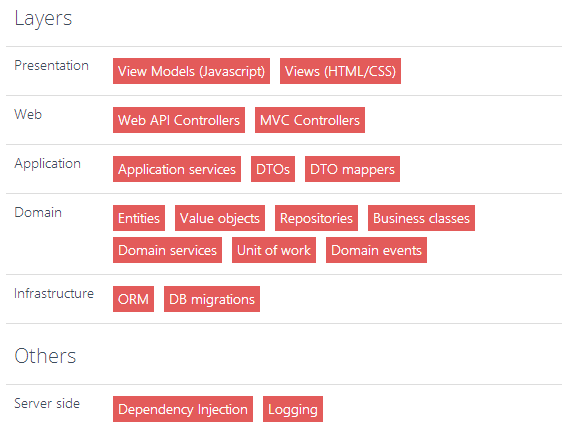 Layers
Presentation View Models (Javascript) Views (HTML/CSS)
Web Web API Controllers MVC Controllers
Application Application services DTOs DTO mappers
Domain Entities Value objects Repositories Business classes
Domain services Unit of work Domain events
Infrastructure ORM DB migrations
Others
Server side Dependency Injection Logging